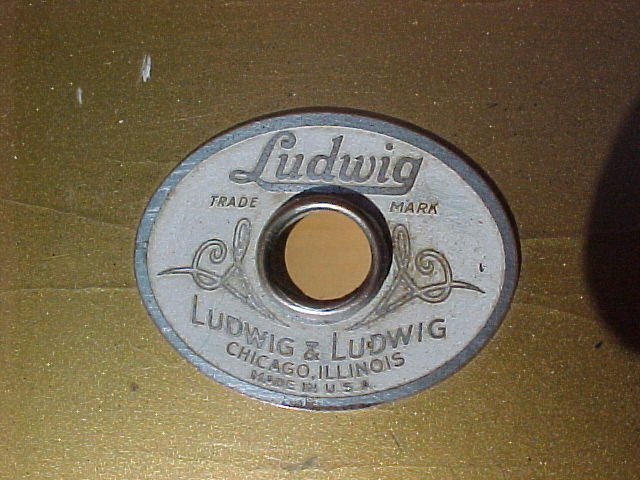 Ludwig
TRADE MARK
LUDWIG & LUDWIG
CHICAGO, ILLINOIS
MADE IN U.S.A.